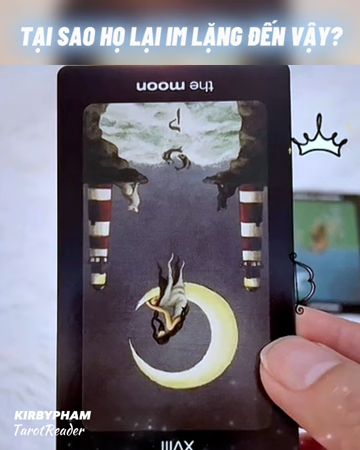 TẠI SAO HỌ LẠI IM LẶNG ĐẾN VẬY?
the moon
XVIII
KIRBYPHAM
TarotReader